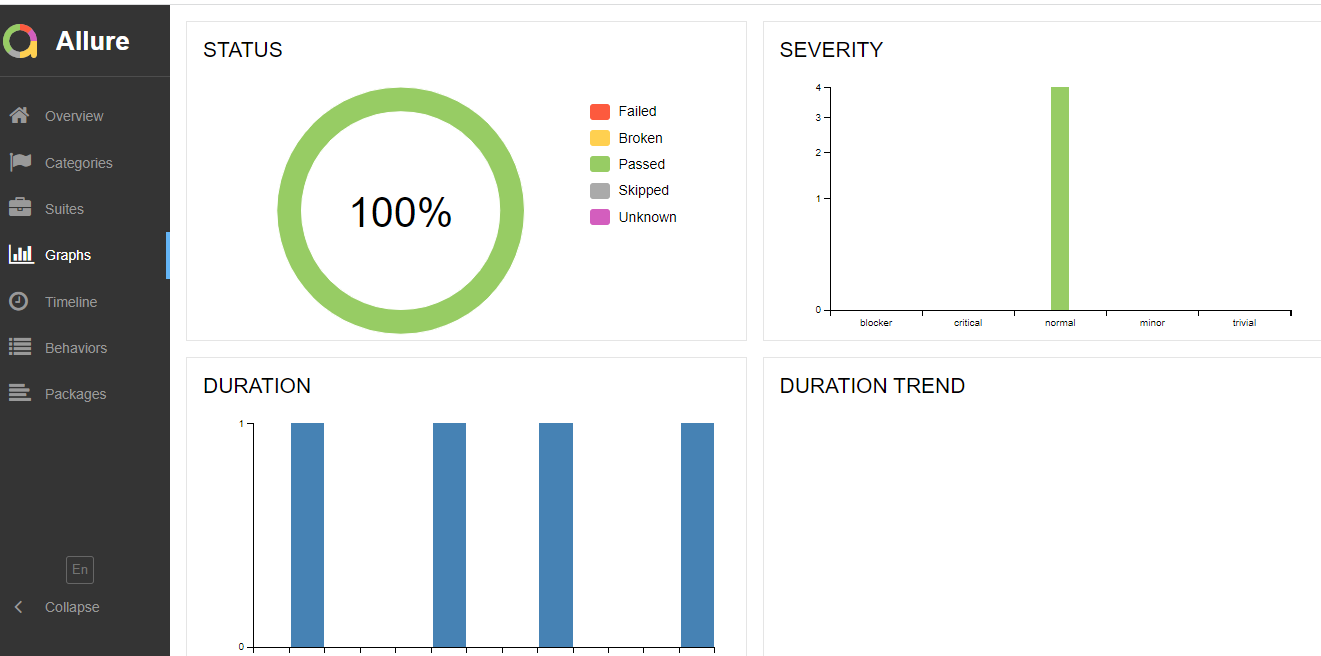 Allure
Overview
Categories
Suites
Graphs
Timeline
Behaviors
Packages
En
Collapse
STATUS
100%
Failed
Broken
Passed
Skipped
Unknown
SEVERITY
4
3
2
1
0
blocker critical normal minor trivial
DURATION
1
0
DURATION TREND